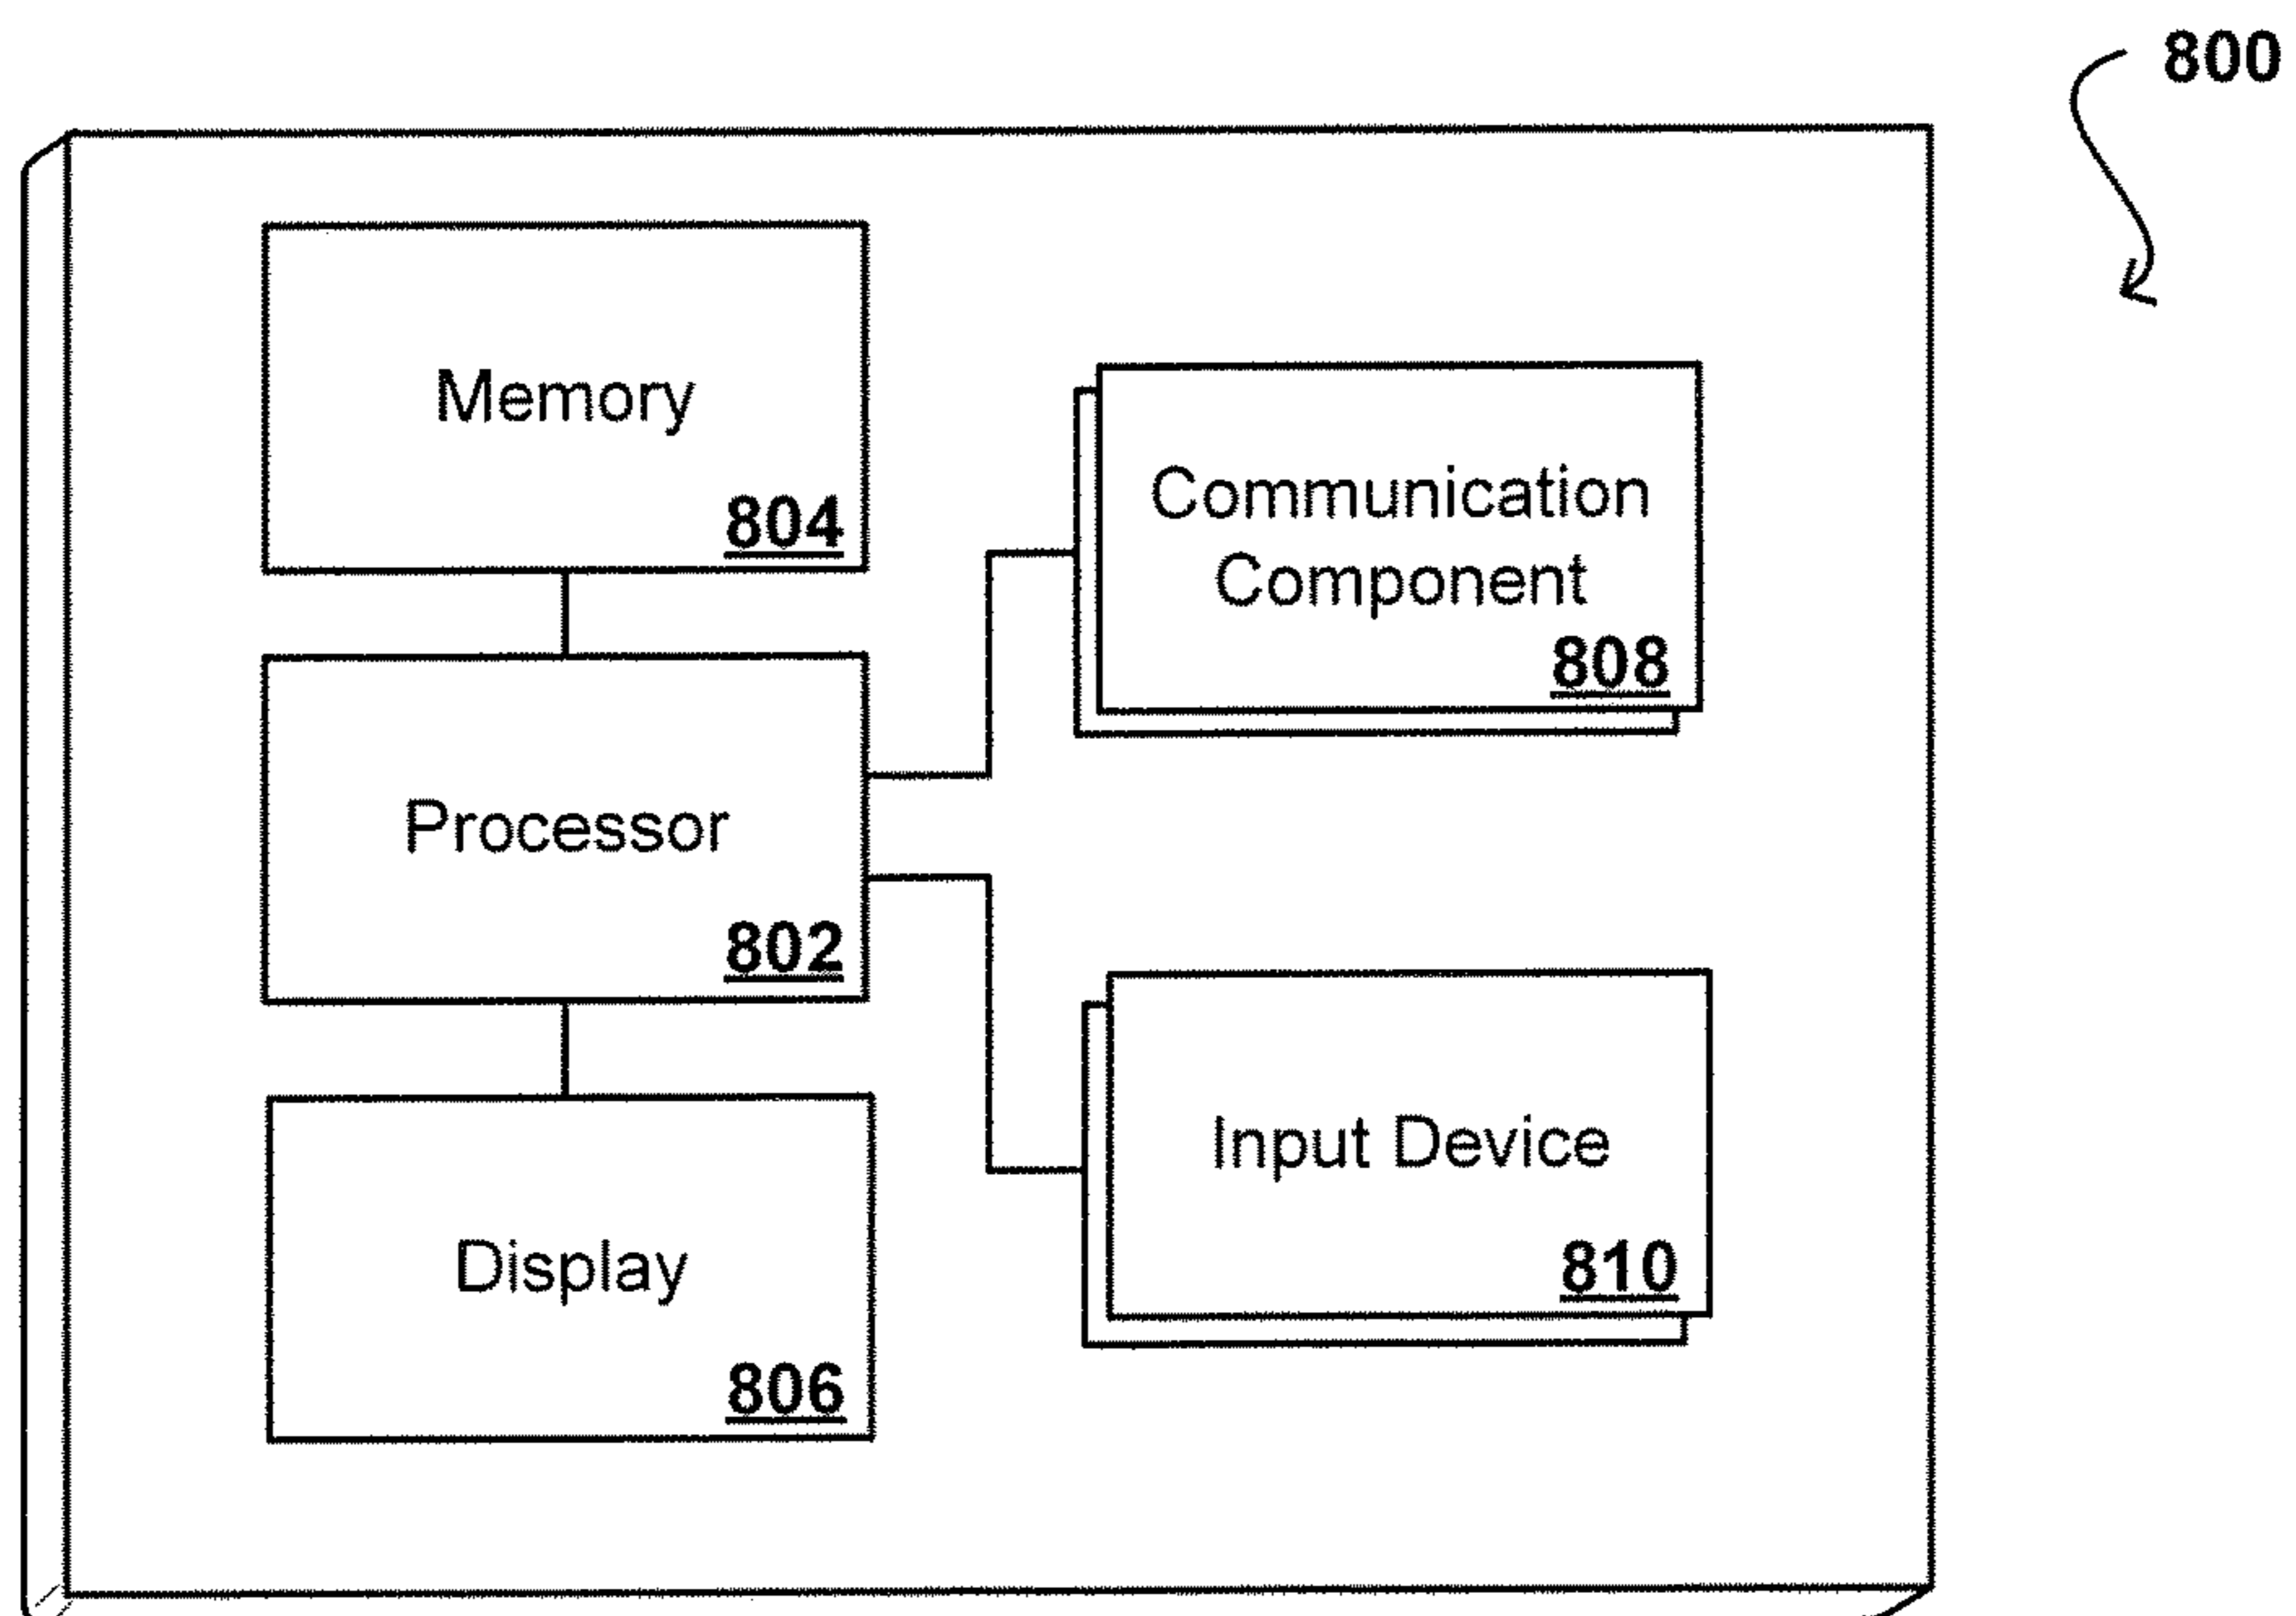 800
Memory
804
Communication
Component
808
Processor
802
Input Device
810
Display
806